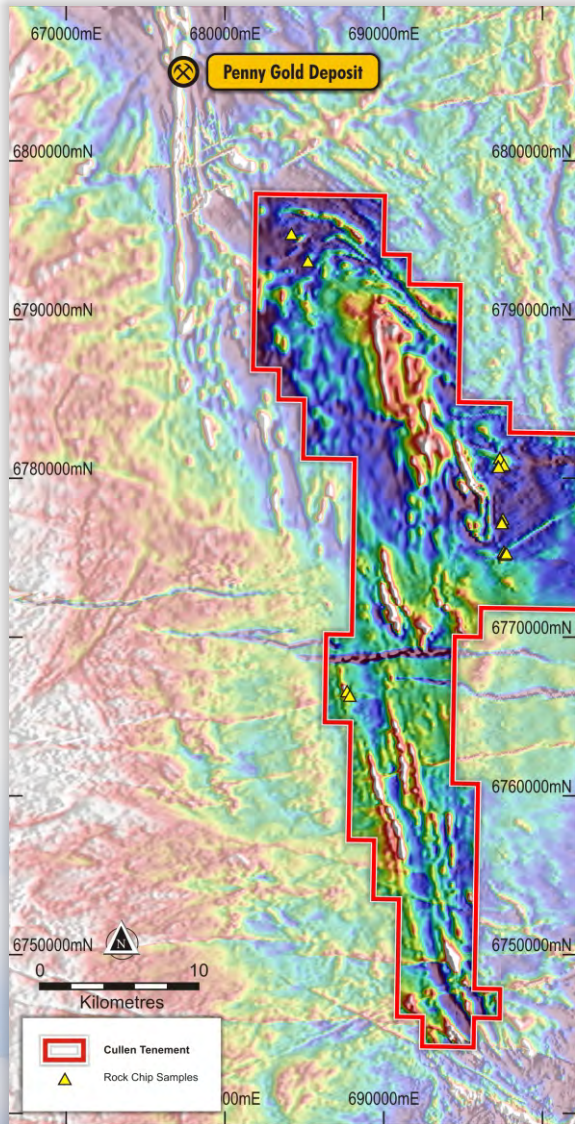 670000mE 680000mE 690000mE
Penny Gold Deposit
6800000mN 6800000mN
6790000mN 6790000mN
6780000mN 6780000mN
6770000mN
6760000mN
6750000mN 6750000mN
N
0 10
Kilometres
Cullen Tenement
Rock Chip Samples
690000mE